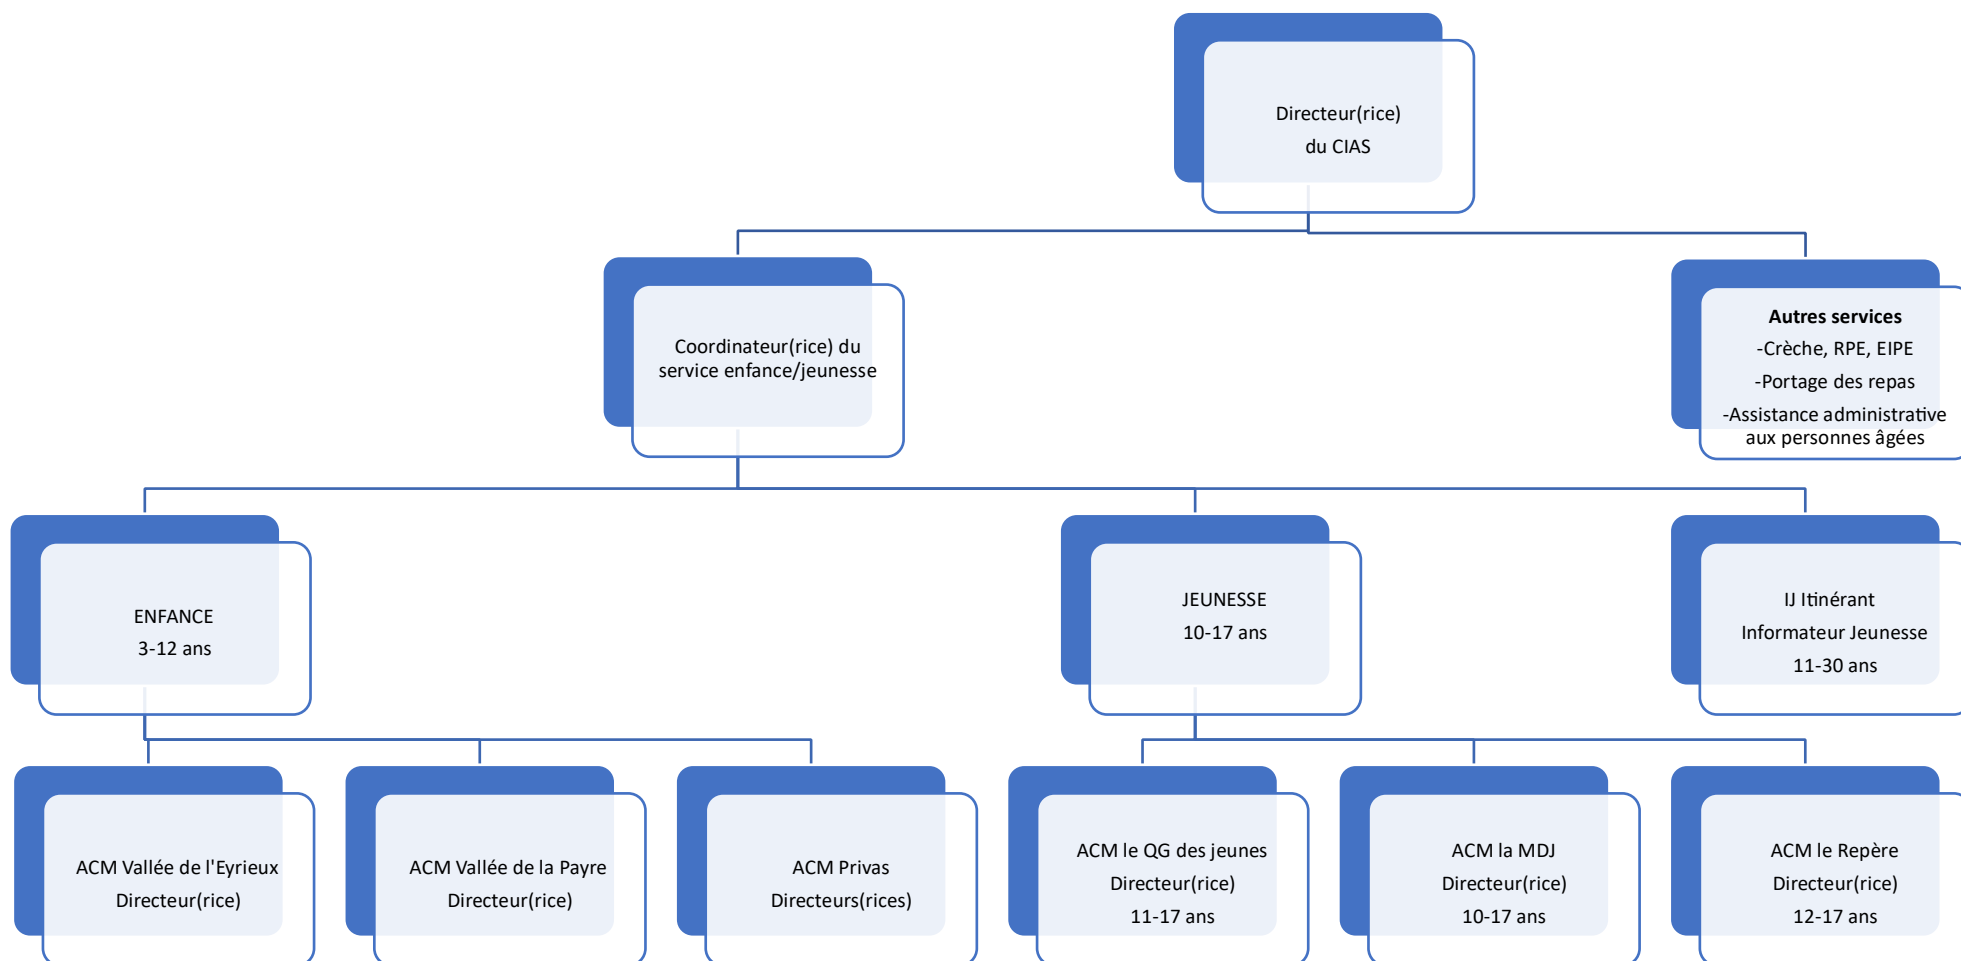 Directeur(rice)
du CIAS
Coordinateur(rice) du
service enfance/jeunesse
Autres services
-Crèche, RPE, EIPE
-Portage des repas
-Assistance administrative
aux personnes âgées
ENFANCE
3-12 ans
JEUNESSE
10-17 ans
IJ Itinérant
Informateur Jeunesse
11-30 ans
ACM Vallée de l'Eyrieux
Directeur(rice)
ACM Vallée de la Payre
Directeur(rice)
ACM Privas
Directeurs(rices)
ACM le QG des jeunes
Directeur(rice)
11-17 ans
ACM la MDJ
Directeur(rice)
10-17 ans
ACM le Repère
Directeur(rice)
12-17 ans